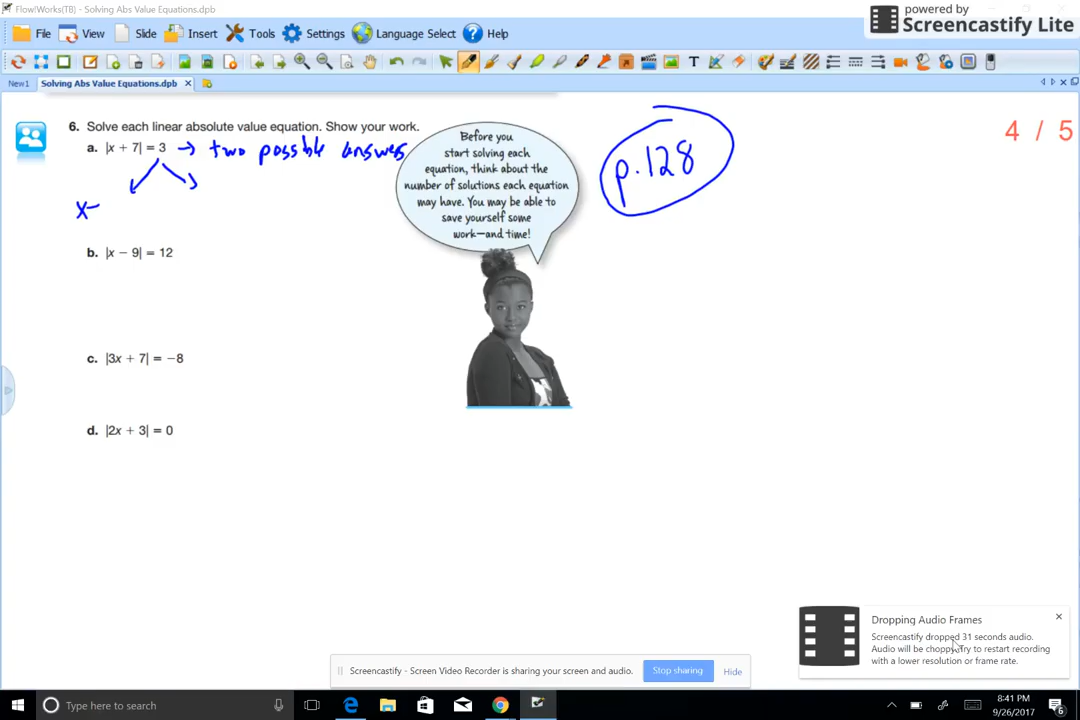 Flow!Works(TB) - Solving Abs Value Equations.dpb
powered by
Screencastify Lite
File View Slide Insert Tools Settings Language Select Help
New1 Solving Abs Value Equations.dpb
6. Solve each linear absolute value equation. Show your work.
a. |x + 7| = 3 → two possible answers
x-
b. |x − 9| = 12
c. |3x + 7| = −8
d. |2x + 3| = 0
Before you
start solving each
equation, think about the
number of solutions each equation
may have. You may be able to
save yourself some
work—and time!
p.128
4 / 5
Dropping Audio Frames
Screencastify dropped 31 seconds audio.
Audio will be choppy. Try to restart recording
with a lower resolution or frame rate.
Screencastify - Screen Video Recorder is sharing your screen and audio. Stop sharing Hide
Type here to search
8:41 PM
9/26/2017
6